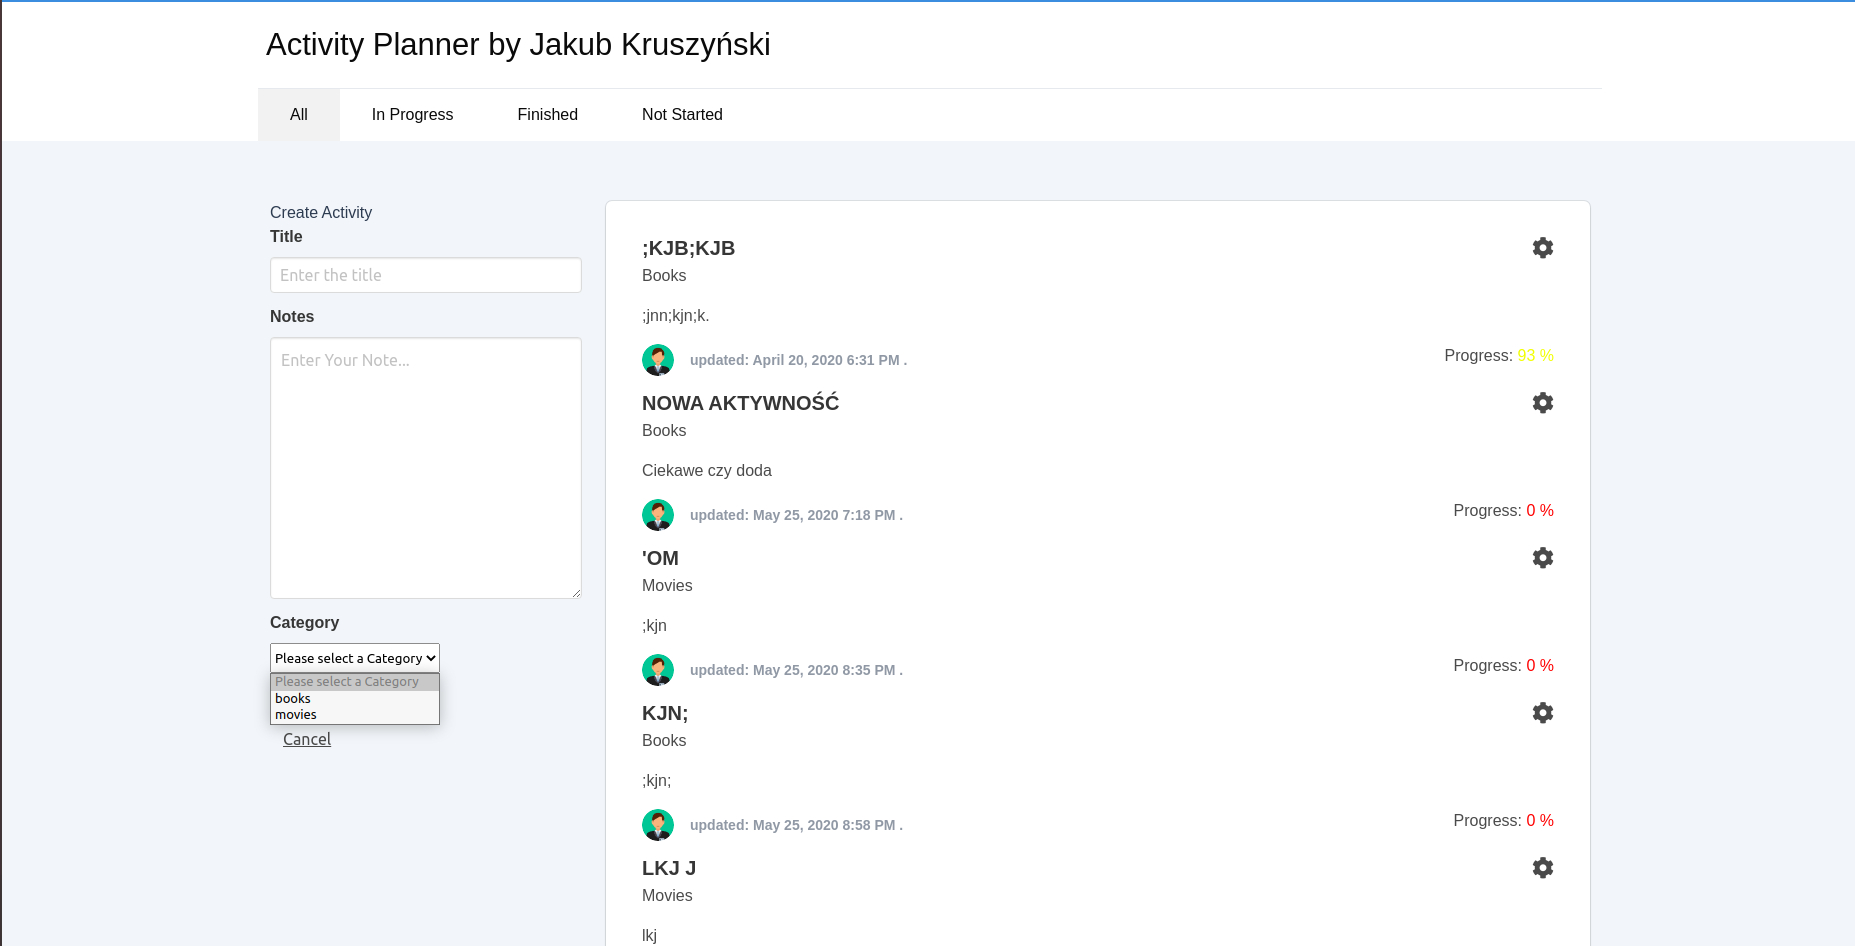 Activity Planner by Jakub Kruszyński
All In Progress Finished Not Started
Create Activity
Title
Enter the title
Notes
Enter Your Note...
Category
Please select a Category
Please select a Category
books
movies
Cancel
;KJB;KJB
Books
;jnn;kjn;k.
updated: April 20, 2020 6:31 PM .
Progress: 93 %
NOWA AKTYWNOŚĆ
Books
Ciekawe czy doda
updated: May 25, 2020 7:18 PM .
Progress: 0 %
'OM
Movies
;kjn
updated: May 25, 2020 8:35 PM .
Progress: 0 %
KJN;
Books
;kjn;
updated: May 25, 2020 8:58 PM .
Progress: 0 %
LKJ J
Movies
lkj